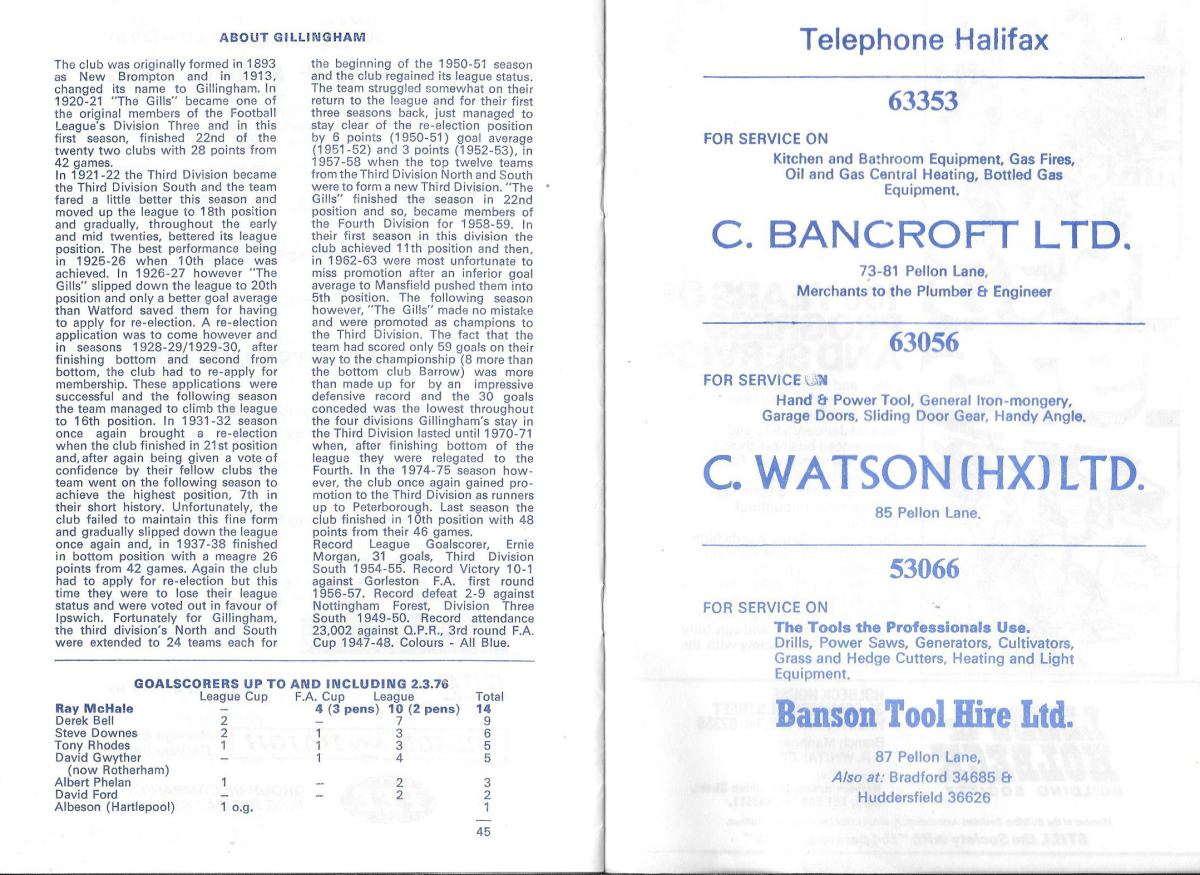 ABOUT GILLINGHAM
The club was originally formed in 1893
as New Brompton and in 1913,
changed its name to Gillingham. In
1920-21 "The Gills" became one of
the original members of the Football
League's Division Three and in this
first season, finished 22nd of the
twenty two clubs with 28 points from
42 games.
In 1921-22 the Third Division became
the Third Division South and the team
fared a little better this season and
moved up the league to 18th position
and gradually, throughout the early
and mid twenties, bettered its league
position. The best performance being
in 1925-26 when 10th place was
achieved. In 1926-27 however "The
Gills" slipped down the league to 20th
position and only a better goal average
than Watford saved them for having
to apply for re-election. A re-election
application was to come however and
in seasons 1928-29/1929-30, after
finishing bottom and second from
bottom, the club had to re-apply for
membership. These applications were
successful and the following season
the team managed to climb the league
to 16th position. In 1931-32 season
once again brought a re-election
when the club finished in 21st position
and, after again being given a vote of
confidence by their fellow clubs the
team went on the following season to
achieve the highest position, 7th in
their short history. Unfortunately, the
club failed to maintain this fine form
and gradually slipped down the league
once again and, in 1937-38 finished
in bottom position with a meagre 26
points from 42 games. Again the club
had to apply for re-election but this
time they were to lose their league
status and were voted out in favour of
Ipswich. Fortunately for Gillingham,
the third division's North and South
were extended to 24 teams each for
the beginning of the 1950-51 season
and the club regained its league status.
The team struggled somewhat on their
return to the league and for their first
three seasons back, just managed to
stay clear of the re-election position
by 6 points (1950-51) goal average
(1951-52) and 3 points (1952-53), in
1957-58 when the top twelve teams
from the Third Division North and South
were to form a new Third Division. "The
Gills" finished the season in 22nd
position and so, became members of
the Fourth Division for 1958-59. In
their first season in this division the
club achieved 11th position and then,
in 1962-63 were most unfortunate to
miss promotion after an inferior goal
average to Mansfield pushed them into
5th position. The following season
however, "The Gills" made no mistake
and were promoted as champions to
the Third Division. The fact that the
team had scored only 59 goals on their
way to the championship (8 more than
the bottom club Barrow) was more
than made up for by an impressive
defensive record and the 30 goals
conceded was the lowest throughout
the four divisions Gillingham's stay in
the Third Division lasted until 1970-71
when, after finishing bottom of the
league they were relegated to the
Fourth. In the 1974-75 season how-
ever, the club once again gained pro-
motion to the Third Division as runners
up to Peterborough. Last season the
club finished in 10th position with 48
points from their 46 games.
Record League Goalscorer, Ernie
Morgan, 31 goals, Third Division
South 1954-55. Record Victory 10-1
against Gorleston F.A. first round
1956-57. Record defeat 2-9 against
Nottingham Forest, Division Three
South 1949-50. Record attendance
23,002 against Q.P.R., 3rd round F.A.
Cup 1947-48. Colours - All Blue.
GOALSCORERS UP TO AND INCLUDING 2.3.76
League Cup F.A. Cup League Total
Ray McHale – 4 (3 pens) 10 (2 pens) 14
Derek Bell 2 – 7 9
Steve Downes 2 1 3 6
Tony Rhodes 1 1 3 5
David Gwyther – 1 4 5
(now Rotherham)
Albert Phelan 1 – 2 3
David Ford – – 2 2
Albeson (Hartlepool) 1 o.g. 1
45
Telephone Halifax
63353
FOR SERVICE ON
Kitchen and Bathroom Equipment, Gas Fires,
Oil and Gas Central Heating, Bottled Gas
Equipment.
C. BANCROFT LTD.
73-81 Pellon Lane,
Merchants to the Plumber & Engineer
63056
FOR SERVICE ON
Hand & Power Tool, General Iron-mongery,
Garage Doors, Sliding Door Gear, Handy Angle.
C. WATSON (HX) LTD.
85 Pellon Lane.
53066
FOR SERVICE ON
The Tools the Professionals Use.
Drills, Power Saws, Generators, Cultivators,
Grass and Hedge Cutters, Heating and Light
Equipment.
Banson Tool Hire Ltd.
87 Pellon Lane,
Also at: Bradford 34685 &
Huddersfield 36626